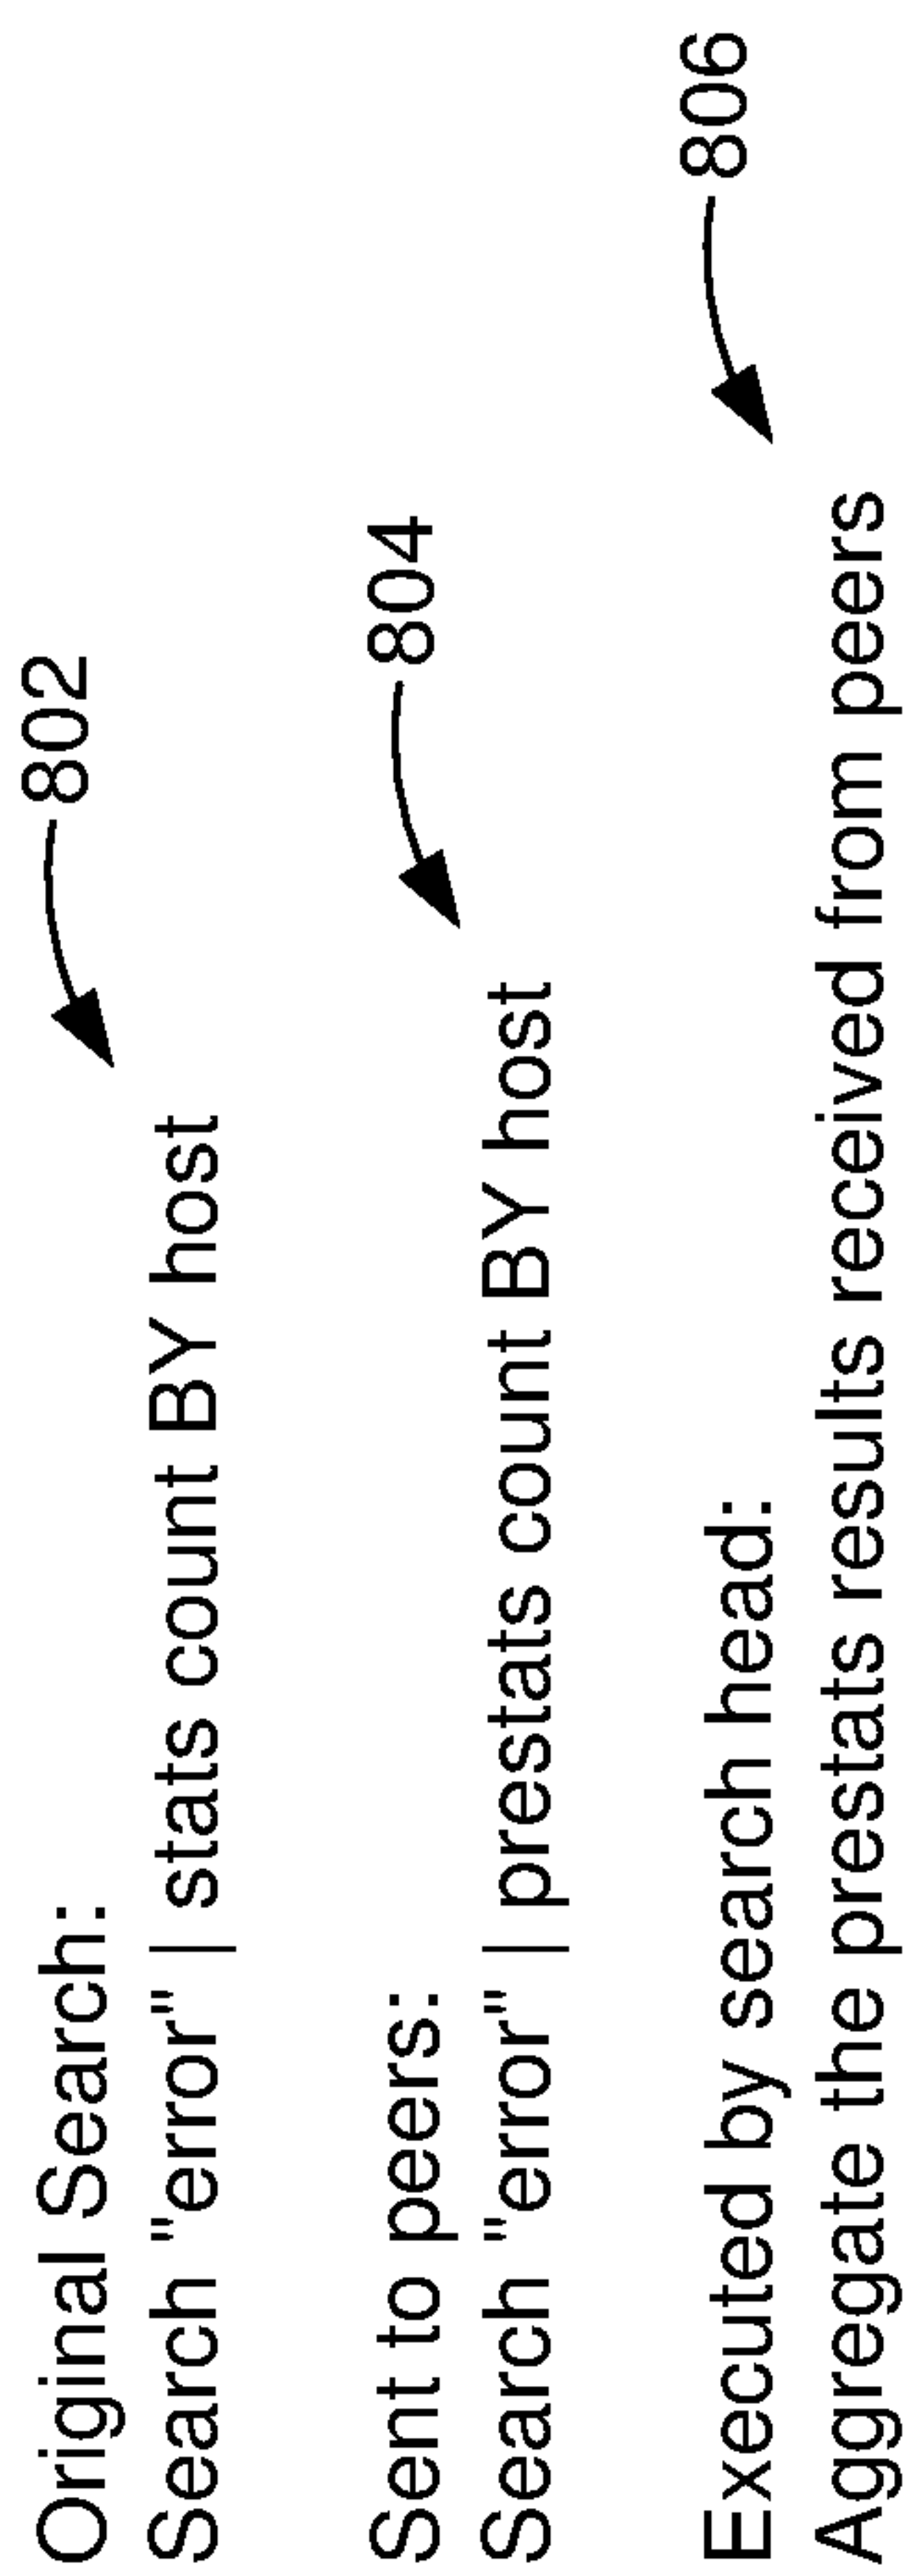 Original Search:
802
Search "error" | stats count BY host
Sent to peers:
804
Search "error" | prestats count BY host
Executed by search head:
806
Aggregate the prestats results received from peers